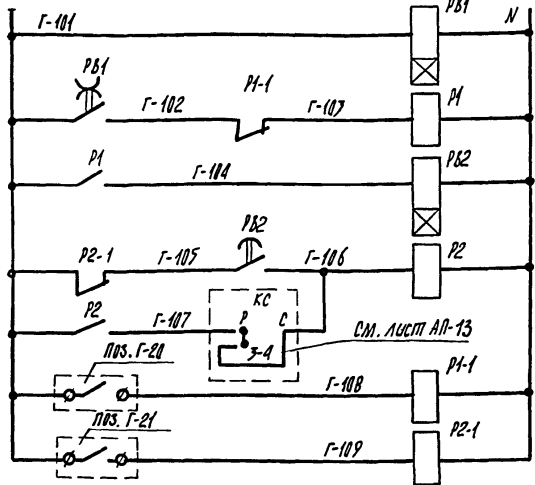 Г-101
РВ1
N
РВ1
Г-102
Р1-1
Г-103
Р1
Р1
Г-104
РВ2
Р2-1
Г-105
РВ2
Г-106
Р2
Р2
Г-107
КС
Р
С
3-4
См. лист АП-13
Поз. Г-20
Г-108
Р1-1
Поз. Г-21
Г-109
Р2-1